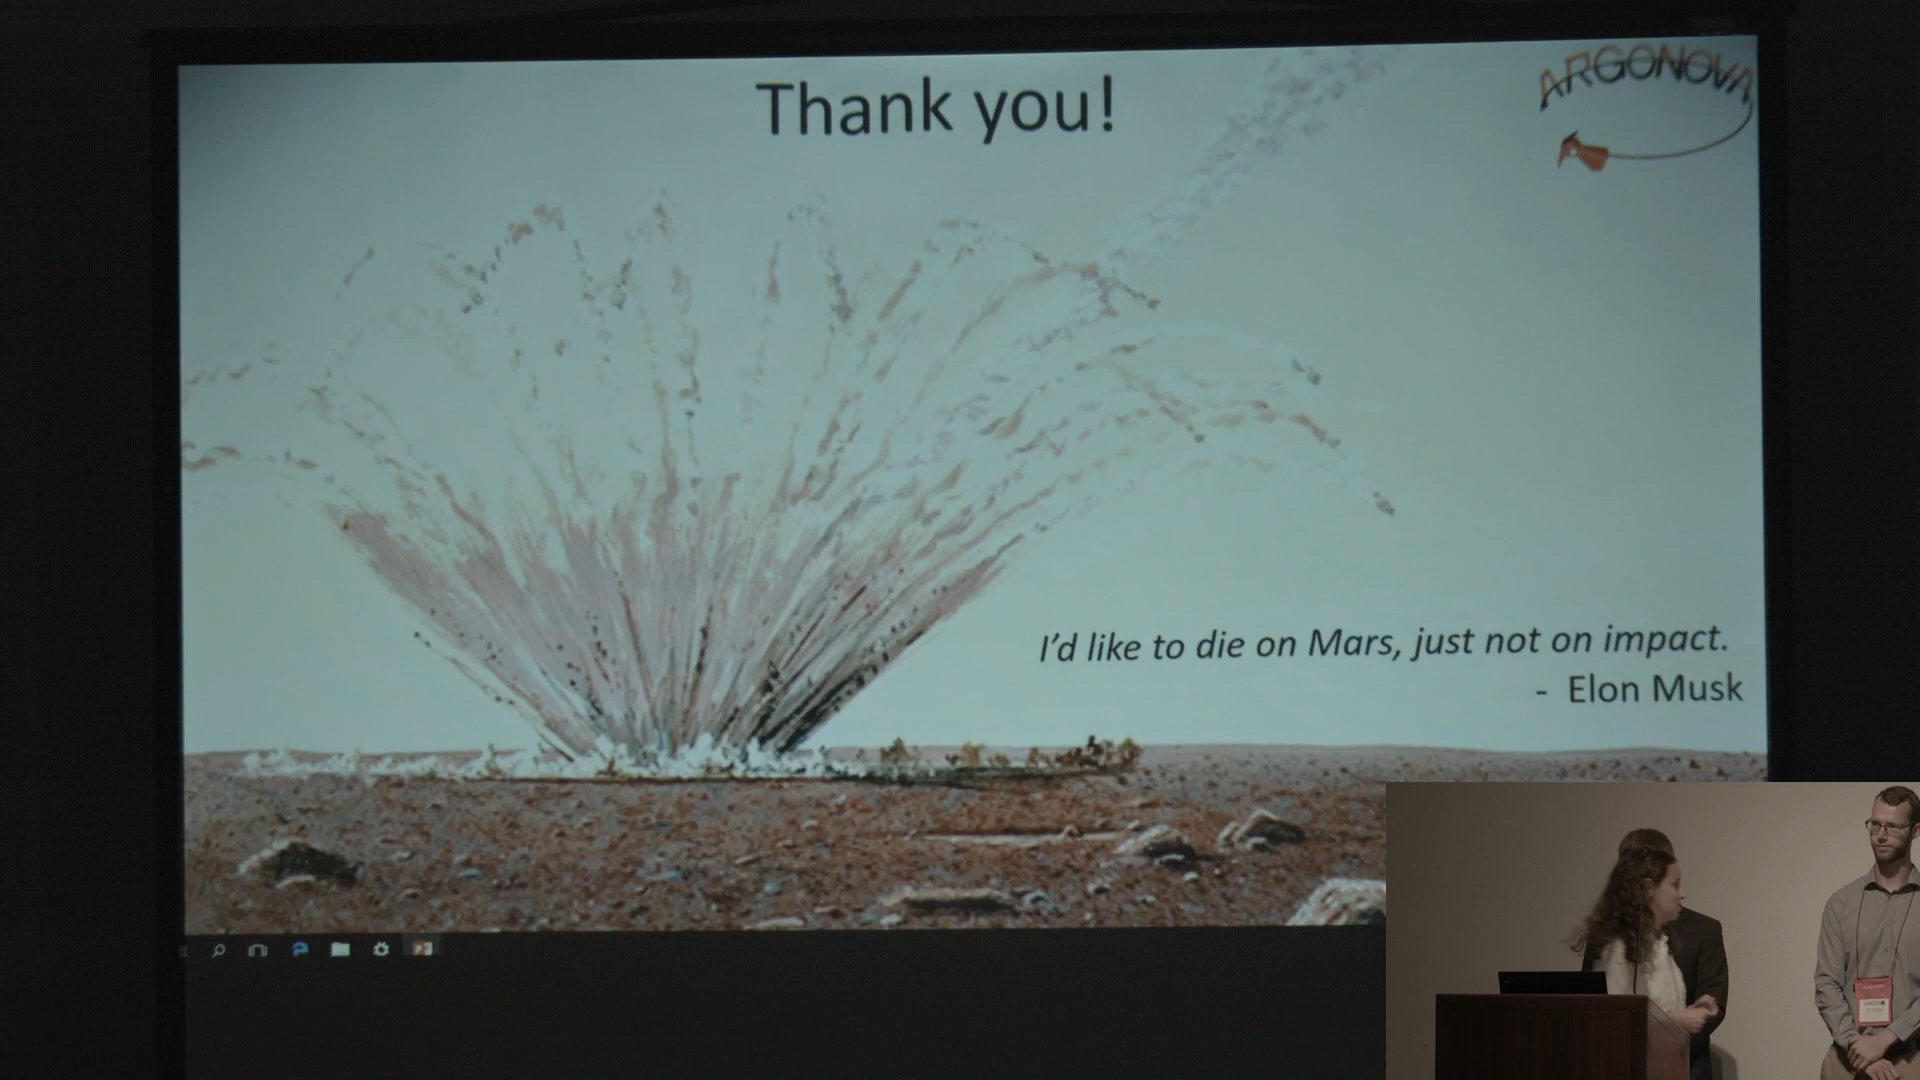 Thank you!
ARGONOVA
I'd like to die on Mars, just not on impact.
- Elon Musk